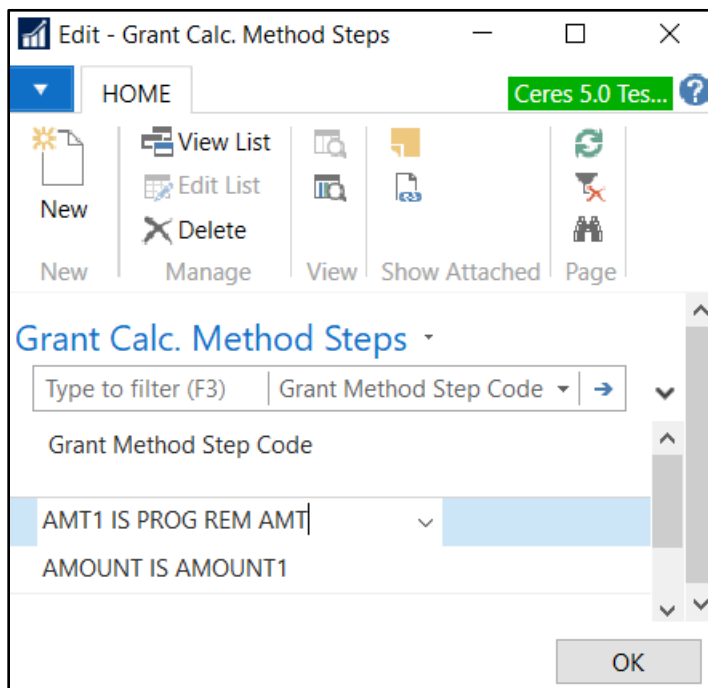 Edit - Grant Calc. Method Steps
HOME
Ceres 5.0 Tes...
?
New
View List
Edit List
Delete
New
Manage
View
Show Attached
Page
Grant Calc. Method Steps
Type to filter (F3)
Grant Method Step Code
Grant Method Step Code
AMT1 IS PROG REM AMT
AMOUNT IS AMOUNT1
OK